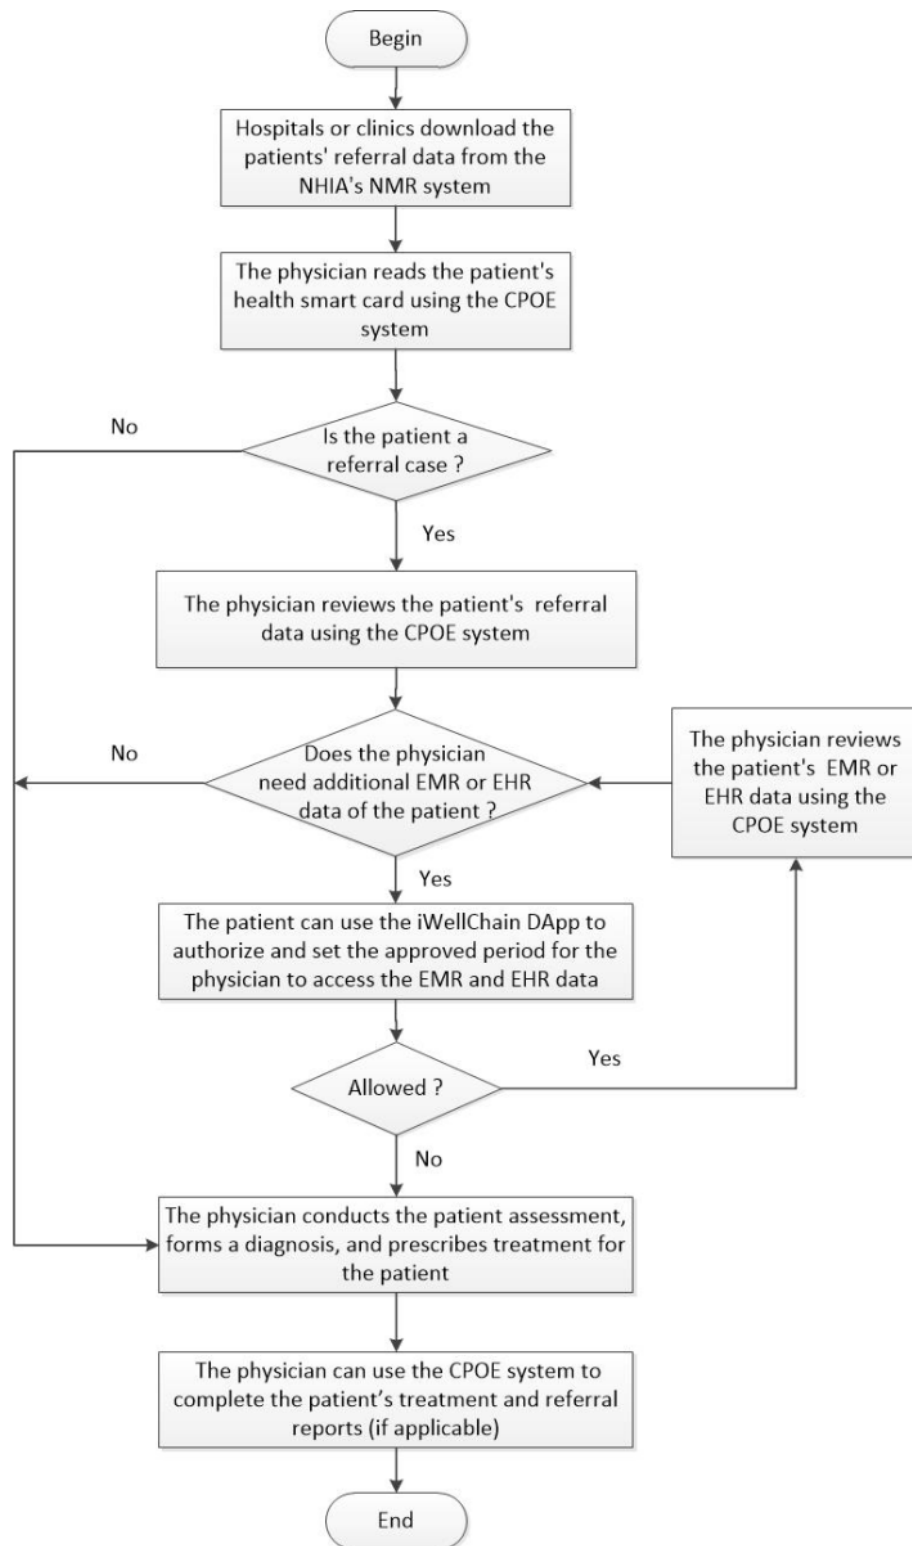 Begin
Hospitals or clinics download the
patients' referral data from the
NHIA's NMR system
The physician reads the patient's
health smart card using the CPOE
system
No
Is the patient a
referral case ?
Yes
The physician reviews the patient's referral
data using the CPOE system
No
Does the physician
need additional EMR or EHR
data of the patient ?
The physician reviews
the patient's EMR or
EHR data using the
CPOE system
Yes
The patient can use the iWellChain DApp to
authorize and set the approved period for the
physician to access the EMR and EHR data
Allowed ?
Yes
No
The physician conducts the patient assessment,
forms a diagnosis, and prescribes treatment for
the patient
The physician can use the CPOE system to
complete the patient’s treatment and referral
reports (if applicable)
End